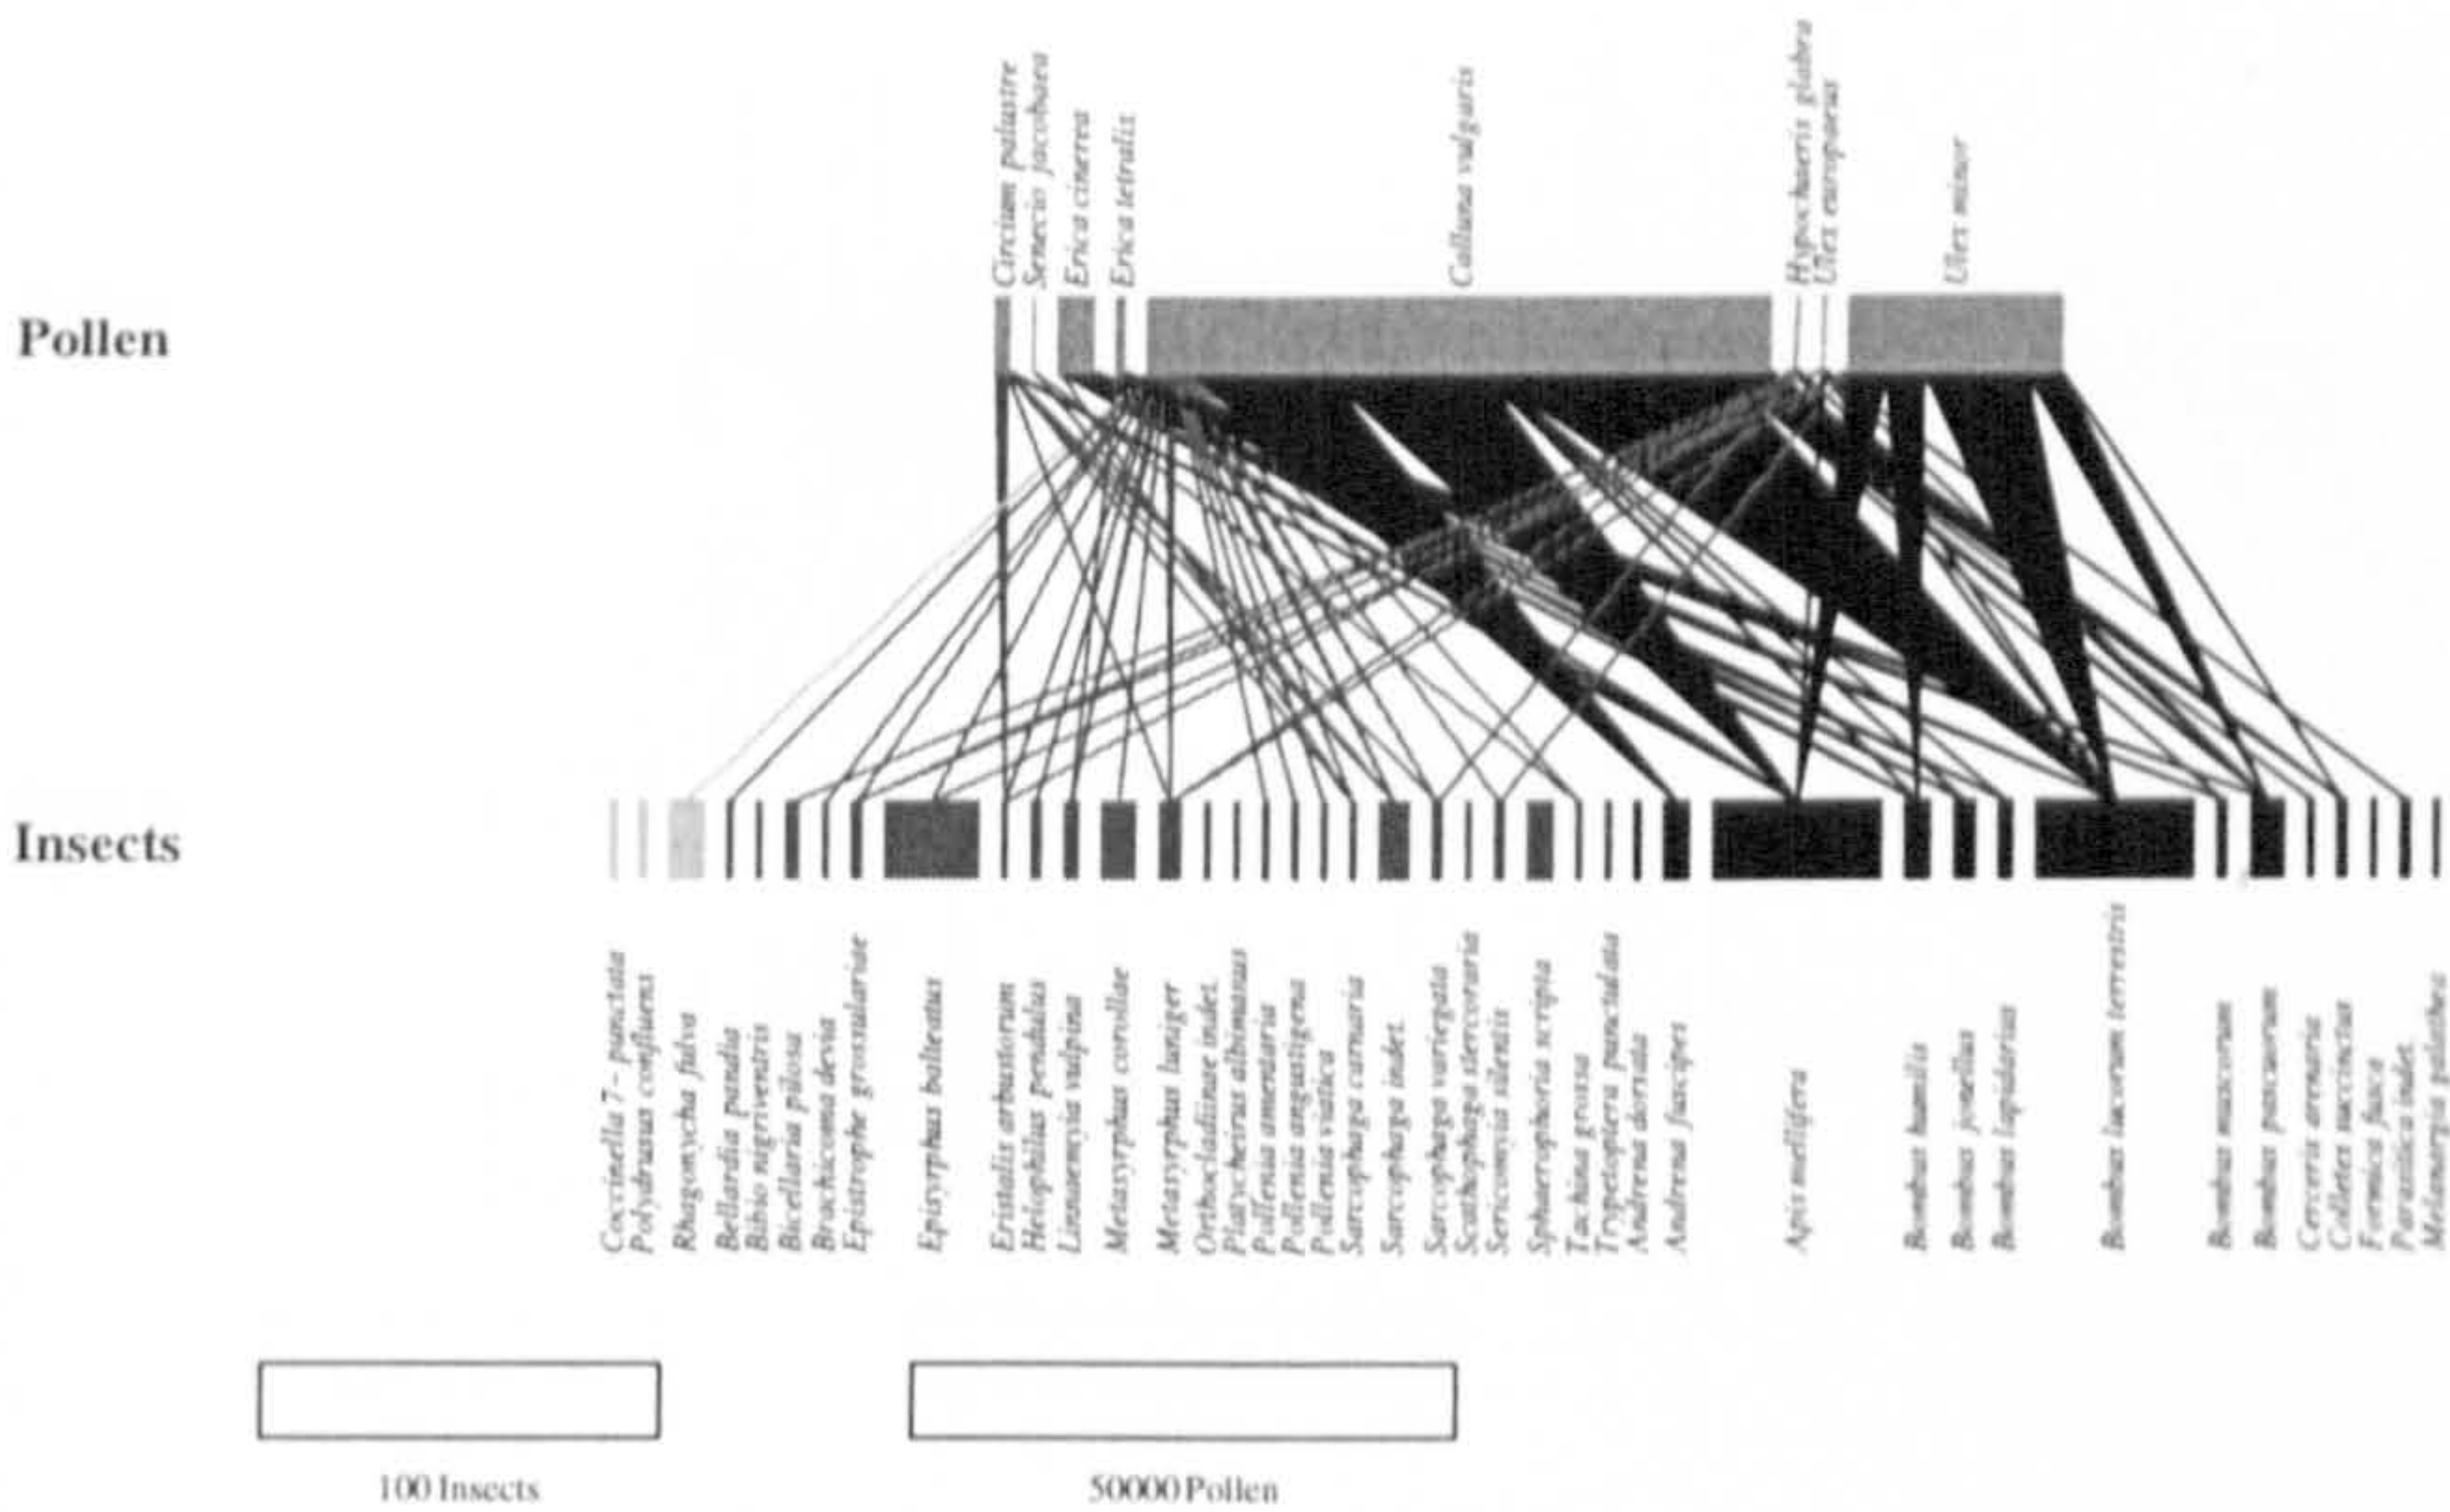 Circium palustre
Senecio jacobaea
Erica cinerea
Erica tetralix
Calluna vulgaris
Hypochaeris glabra
Ulex europaeus
Ulex minor
Pollen
Insects
Coccinella 7 - punctata
Polydrusus confluens
Rhagonycha fulva
Bellardia pandia
Bibio nigriventris
Bicellaria pilosa
Brachicoma devia
Epistrophe grossulariae
Episyrphus balteatus
Eristalis arbustorum
Helophilus pendulus
Linnaemyia vulpina
Metasyrphus corollae
Metasyrphus luniger
Orthocladiinae indet.
Platycheirus albimanus
Pollenia amentaria
Pollenia angustigena
Pollenia viatica
Sarcophaga carnaria
Sarcophaga indet.
Sarcophaga variegata
Scathophaga stercoraria
Sericomyia silentis
Sphaerophoria scripta
Tachina grossa
Trypetoptera punctulata
Andrena dorsata
Andrena fuscipes
Apis mellifera
Bombus humilis
Bombus jonellus
Bombus lapidarius
Bombus lucorum terrestris
Bombus muscorum
Bombus pascuorum
Cerceris arenaria
Colletes succinctus
Formica fusca
Parasitica indet.
Melanargia galathea
100 Insects
50000 Pollen